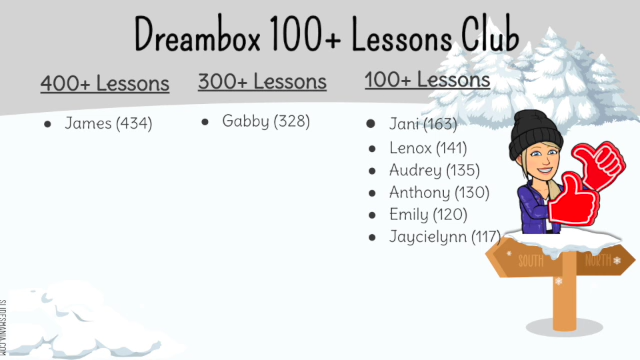 Dreambox 100+ Lessons Club
400+ Lessons
• James (434)
300+ Lessons
• Gabby (328)
100+ Lessons
• Jani (163)
• Lenox (141)
• Audrey (135)
• Anthony (130)
• Emily (120)
• Jaycielynn (117)
SOUTH
NORTH
SLIDESMANIA.COM